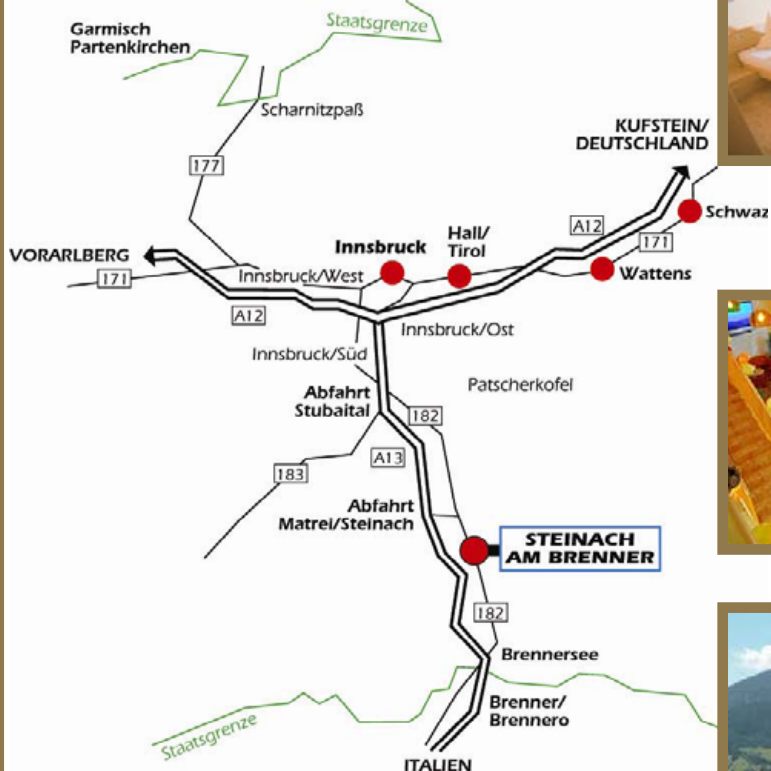 Garmisch
Partenkirchen
Staatsgrenze
Scharnitzpaß
177
KUFSTEIN/
DEUTSCHLAND
Schwaz
A12
171
Wattens
Hall/
Tirol
Innsbruck
VORARLBERG
171
Innsbruck/West
A12
Innsbruck/Ost
Innsbruck/Süd
Patscherkofel
Abfahrt
Stubaital
182
A13
183
Abfahrt
Matrei/Steinach
STEINACH
AM BRENNER
182
Brennersee
Brenner/
Brennero
Staatsgrenze
ITALIEN